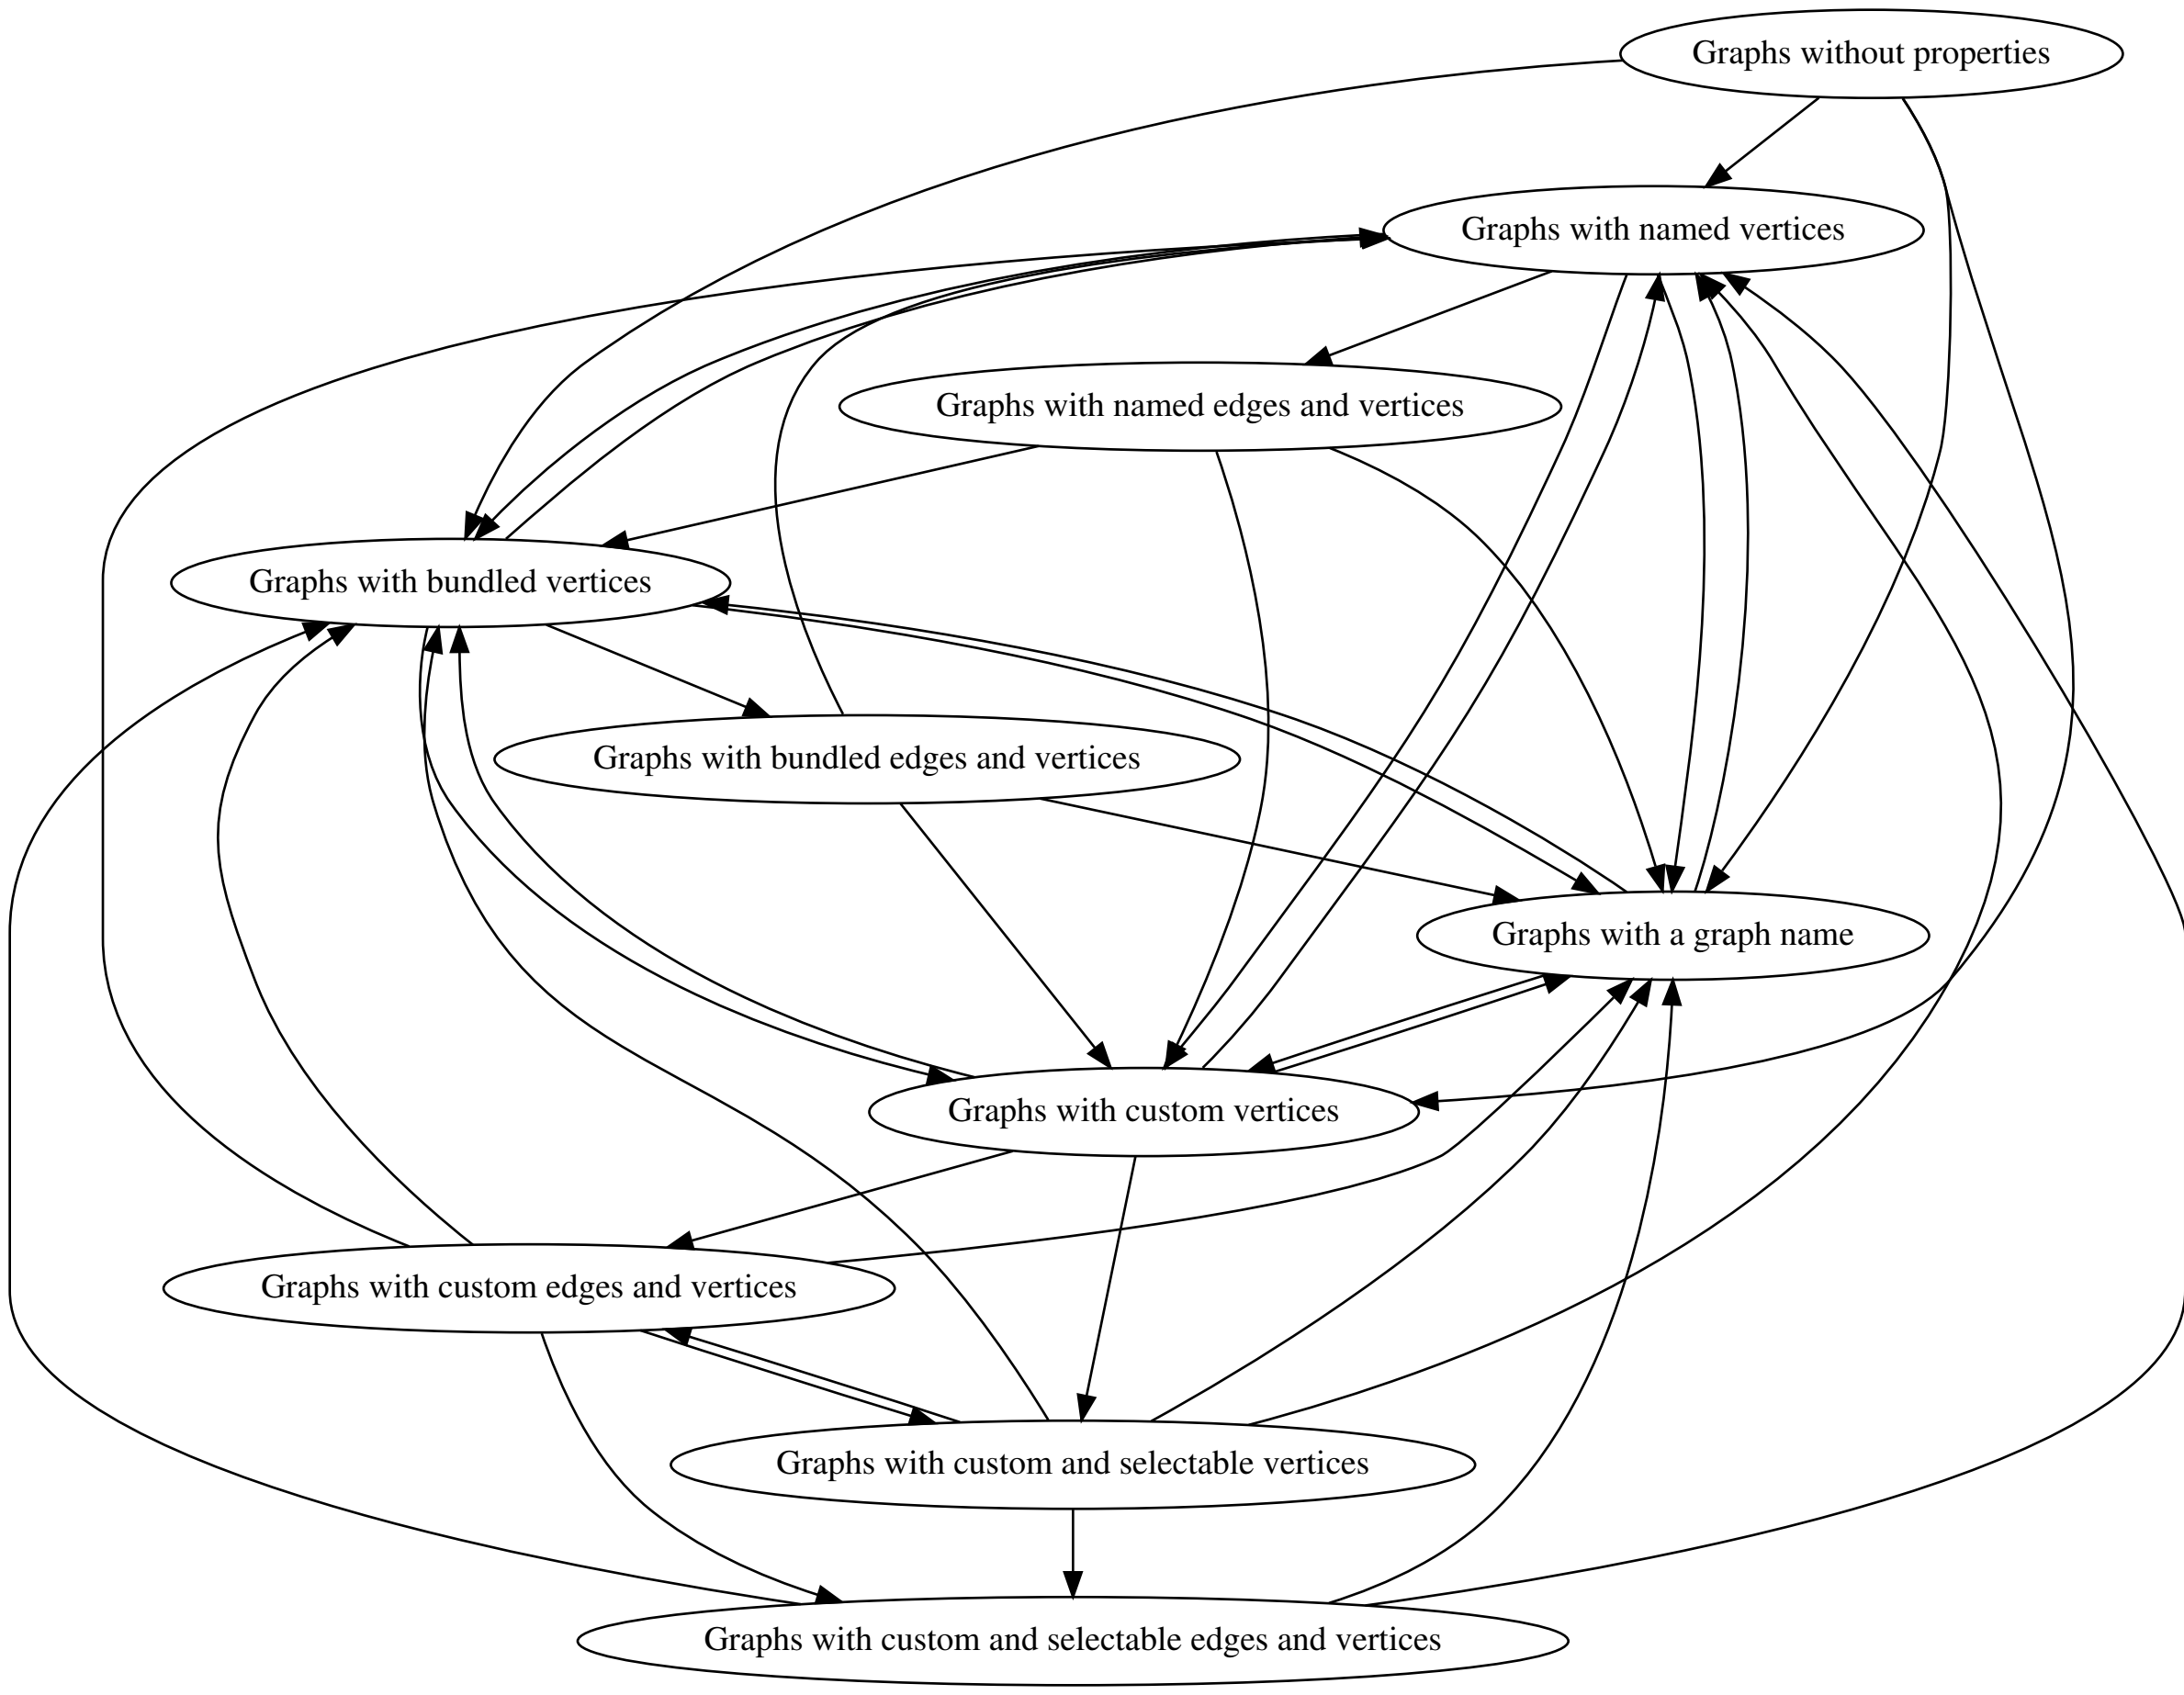 Graphs without properties
Graphs with named vertices
Graphs with named edges and vertices
Graphs with bundled vertices
Graphs with bundled edges and vertices
Graphs with a graph name
Graphs with custom vertices
Graphs with custom edges and vertices
Graphs with custom and selectable vertices
Graphs with custom and selectable edges and vertices